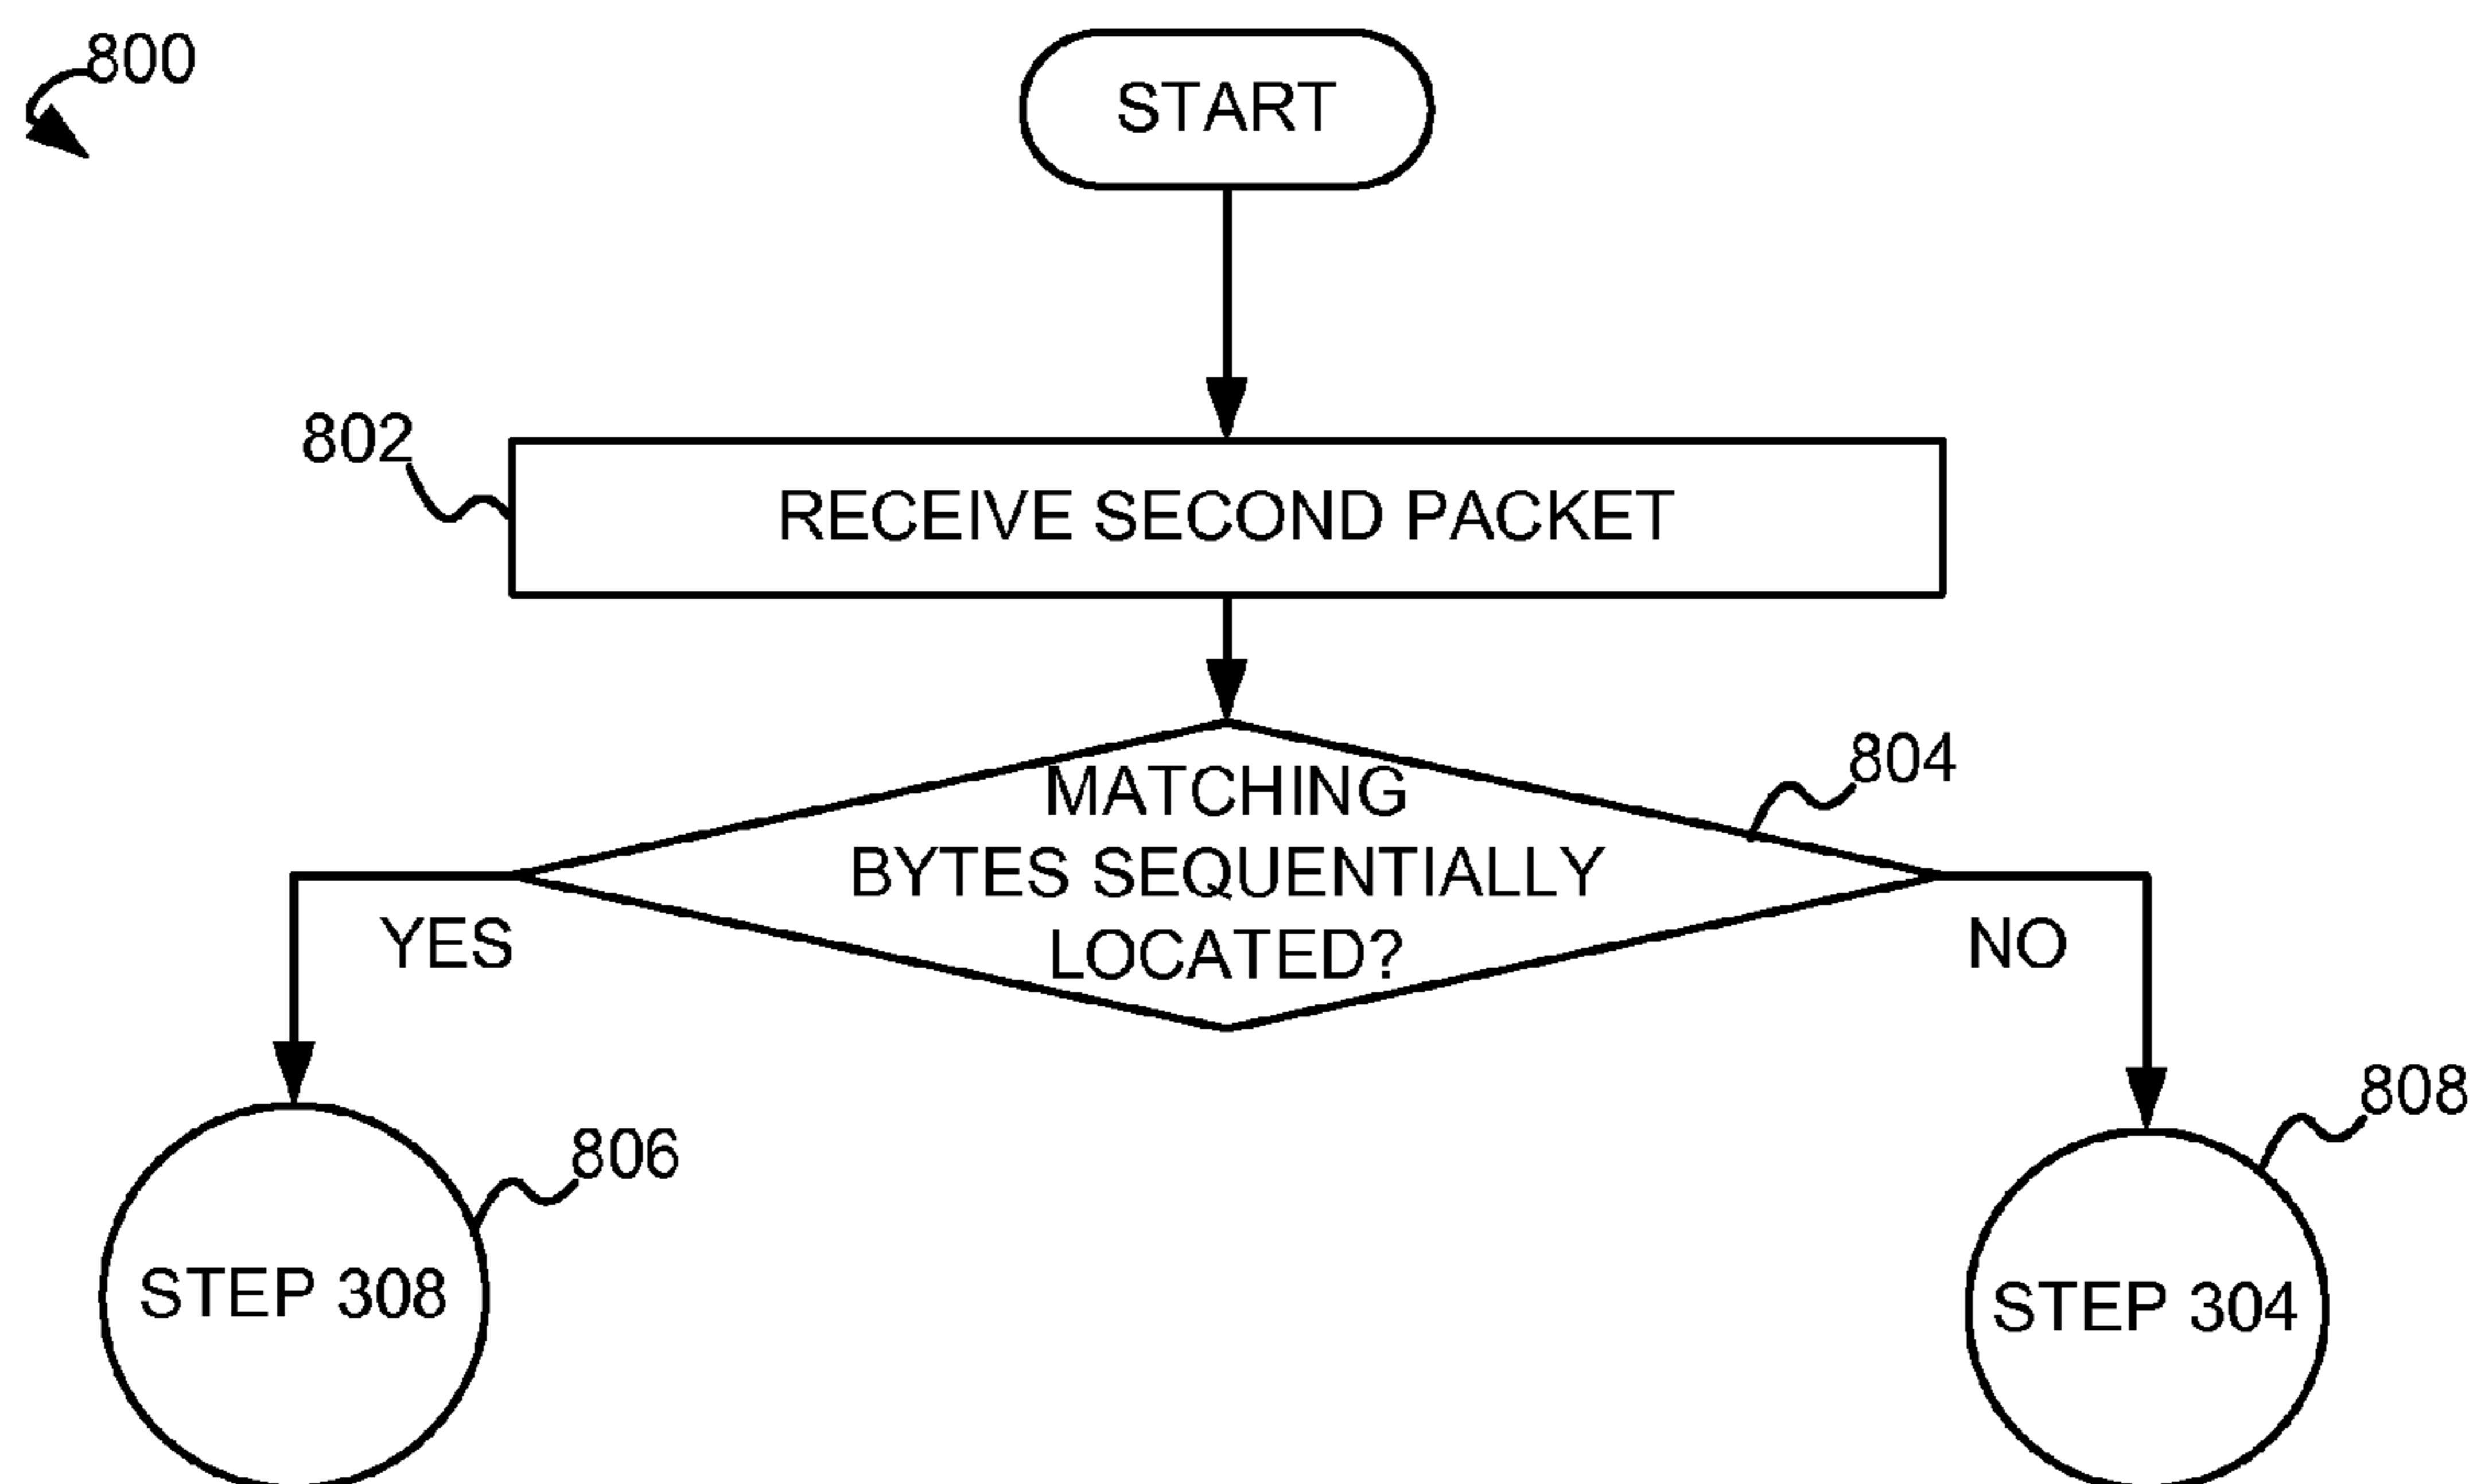 800
START
802
RECEIVE SECOND PACKET
804
MATCHING
BYTES SEQUENTIALLY
LOCATED?
YES
NO
808
806
STEP 308
STEP 304